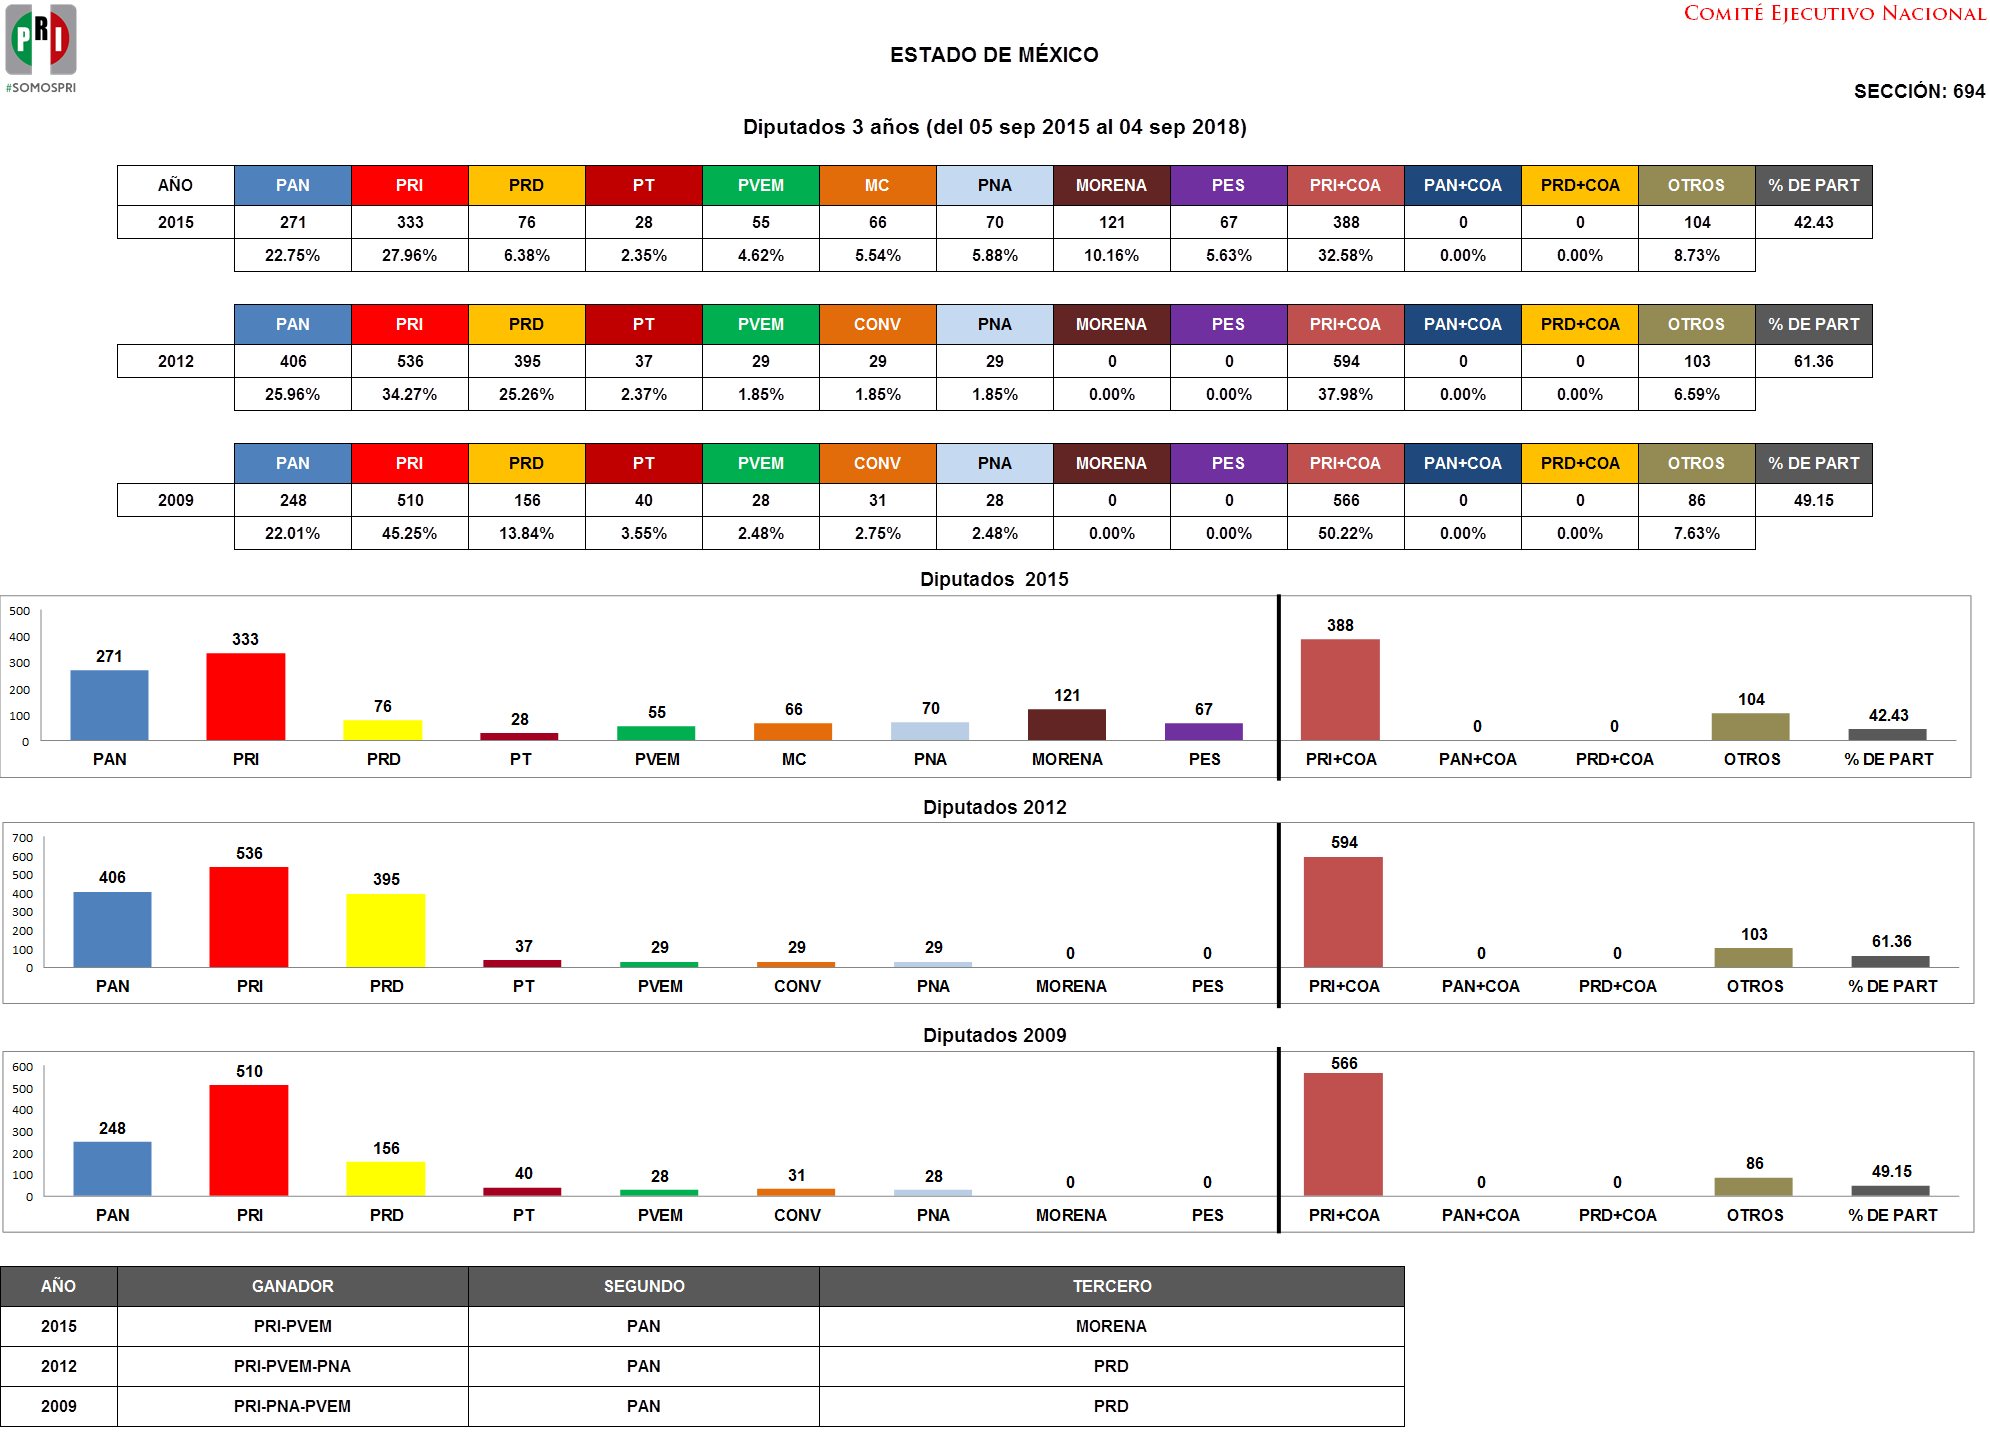 PRI
#SOMOSPRI
COMITÉ EJECUTIVO NACIONAL
ESTADO DE MÉXICO
SECCIÓN: 694
Diputados 3 años (del 05 sep 2015 al 04 sep 2018)
AÑO PAN PRI PRD PT PVEM MC PNA MORENA PES PRI+COA PAN+COA PRD+COA OTROS % DE PART
2015 271 333 76 28 55 66 70 121 67 388 0 0 104 42.43
22.75% 27.96% 6.38% 2.35% 4.62% 5.54% 5.88% 10.16% 5.63% 32.58% 0.00% 0.00% 8.73%
PAN PRI PRD PT PVEM CONV PNA MORENA PES PRI+COA PAN+COA PRD+COA OTROS % DE PART
2012 406 536 395 37 29 29 29 0 0 594 0 0 103 61.36
25.96% 34.27% 25.26% 2.37% 1.85% 1.85% 1.85% 0.00% 0.00% 37.98% 0.00% 0.00% 6.59%
PAN PRI PRD PT PVEM CONV PNA MORENA PES PRI+COA PAN+COA PRD+COA OTROS % DE PART
2009 248 510 156 40 28 31 28 0 0 566 0 0 86 49.15
22.01% 45.25% 13.84% 3.55% 2.48% 2.75% 2.48% 0.00% 0.00% 50.22% 0.00% 0.00% 7.63%
Diputados 2015
500
400
300
200
100
0
271 333 76 28 55 66 70 121 67 388 0 0 104 42.43
PAN PRI PRD PT PVEM MC PNA MORENA PES PRI+COA PAN+COA PRD+COA OTROS % DE PART
Diputados 2012
700
600
500
400
300
200
100
0
406 536 395 37 29 29 29 0 0 594 0 0 103 61.36
PAN PRI PRD PT PVEM CONV PNA MORENA PES PRI+COA PAN+COA PRD+COA OTROS % DE PART
Diputados 2009
600
500
400
300
200
100
0
248 510 156 40 28 31 28 0 0 566 0 0 86 49.15
PAN PRI PRD PT PVEM CONV PNA MORENA PES PRI+COA PAN+COA PRD+COA OTROS % DE PART
AÑO GANADOR SEGUNDO TERCERO
2015 PRI-PVEM PAN MORENA
2012 PRI-PVEM-PNA PAN PRD
2009 PRI-PNA-PVEM PAN PRD